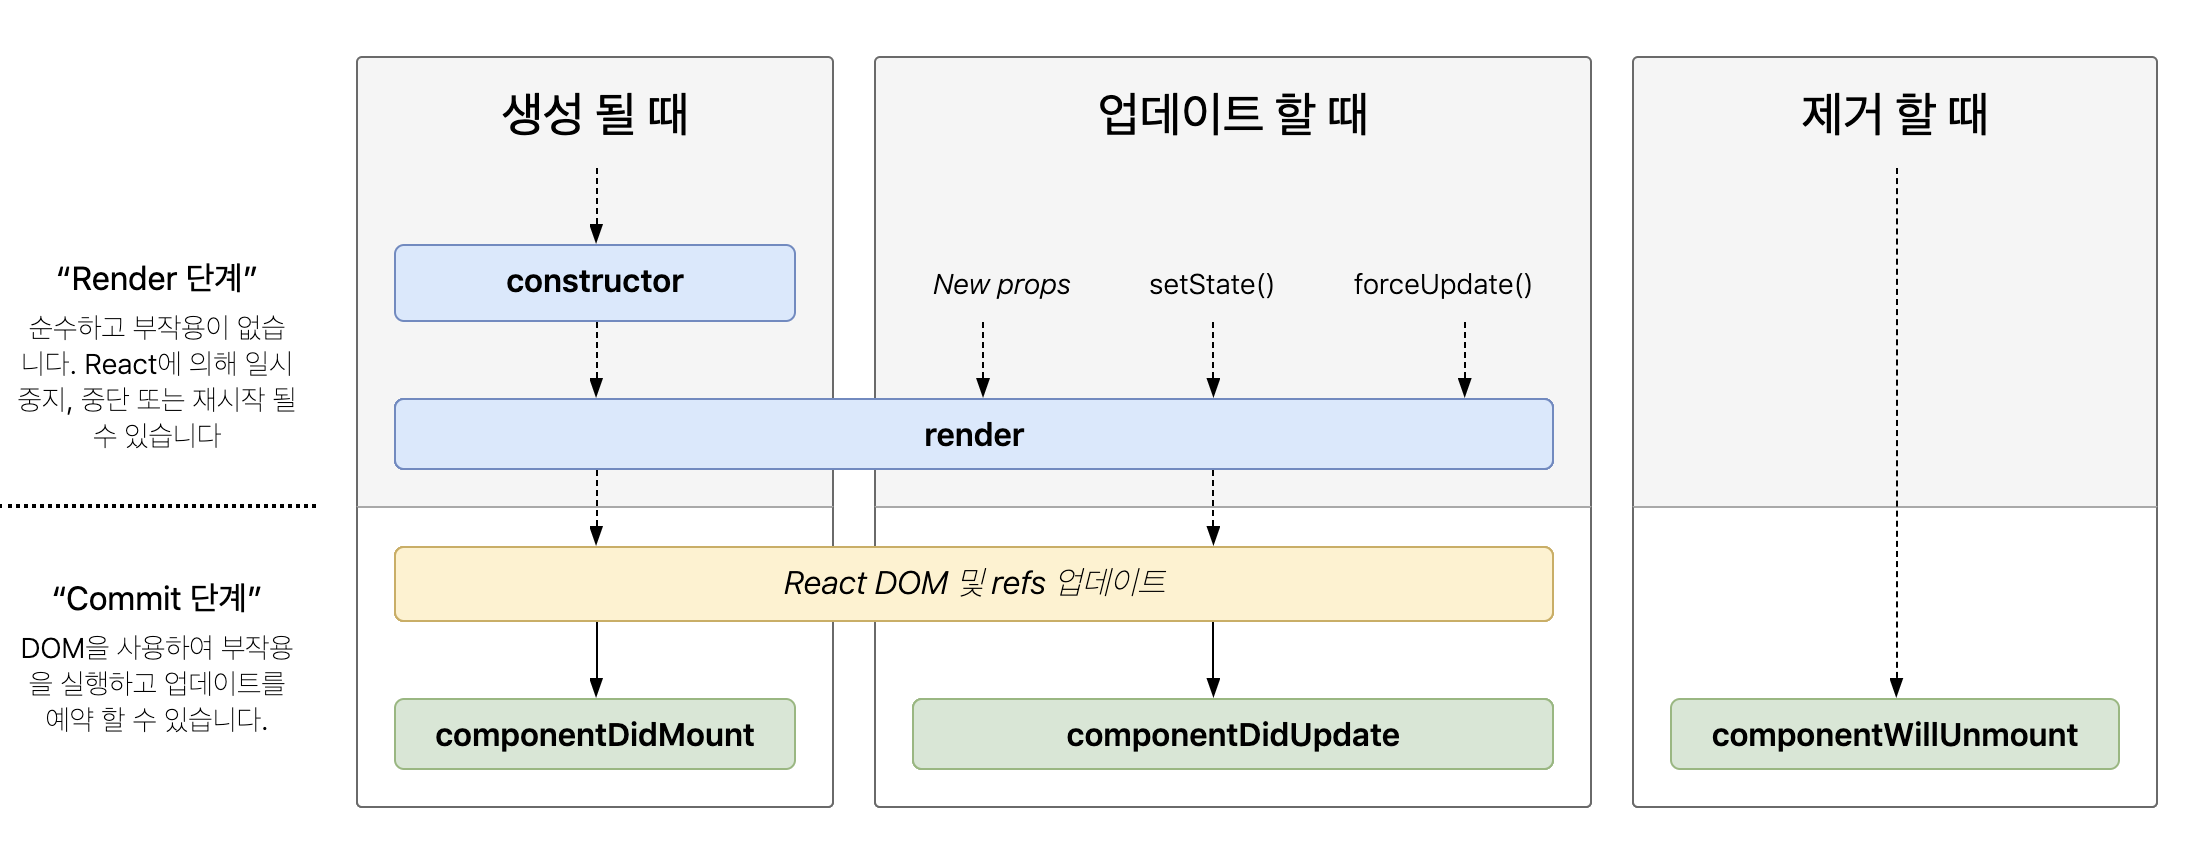 생성 될 때
업데이트 할 때
제거 할 때
“Render 단계”
순수하고 부작용이 없습
니다. React에 의해 일시
중지, 중단 또는 재시작 될
수 있습니다
constructor
New props
setState()
forceUpdate()
render
“Commit 단계”
DOM을 사용하여 부작용
을 실행하고 업데이트를
예약 할 수 있습니다.
React DOM 및 refs 업데이트
componentDidMount
componentDidUpdate
componentWillUnmount